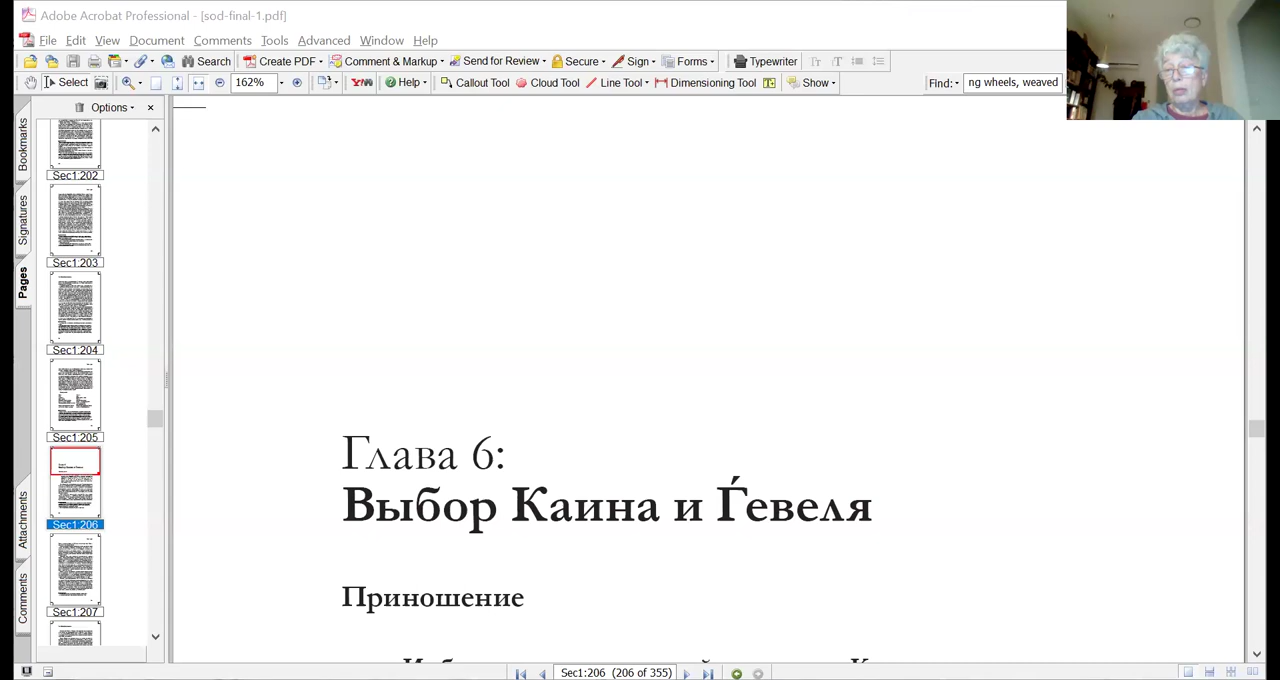 Adobe Acrobat Professional - [sod-final-1.pdf]
File Edit View Document Comments Tools Advanced Window Help
Search Create PDF Comment & Markup Send for Review Secure Sign Forms Typewriter
Select 162% Help Callout Tool Cloud Tool Line Tool Dimensioning Tool Show Find: ng wheels, weaved
Options
Bookmarks
Signatures
Pages
Attachments
Comments
Sec1:202
Sec1:203
Sec1:204
Sec1:205
Sec1:206
Sec1:207
Глава 6:
Выбор Каина и Ѓевеля
Приношение
Sec1:206 (206 of 355)